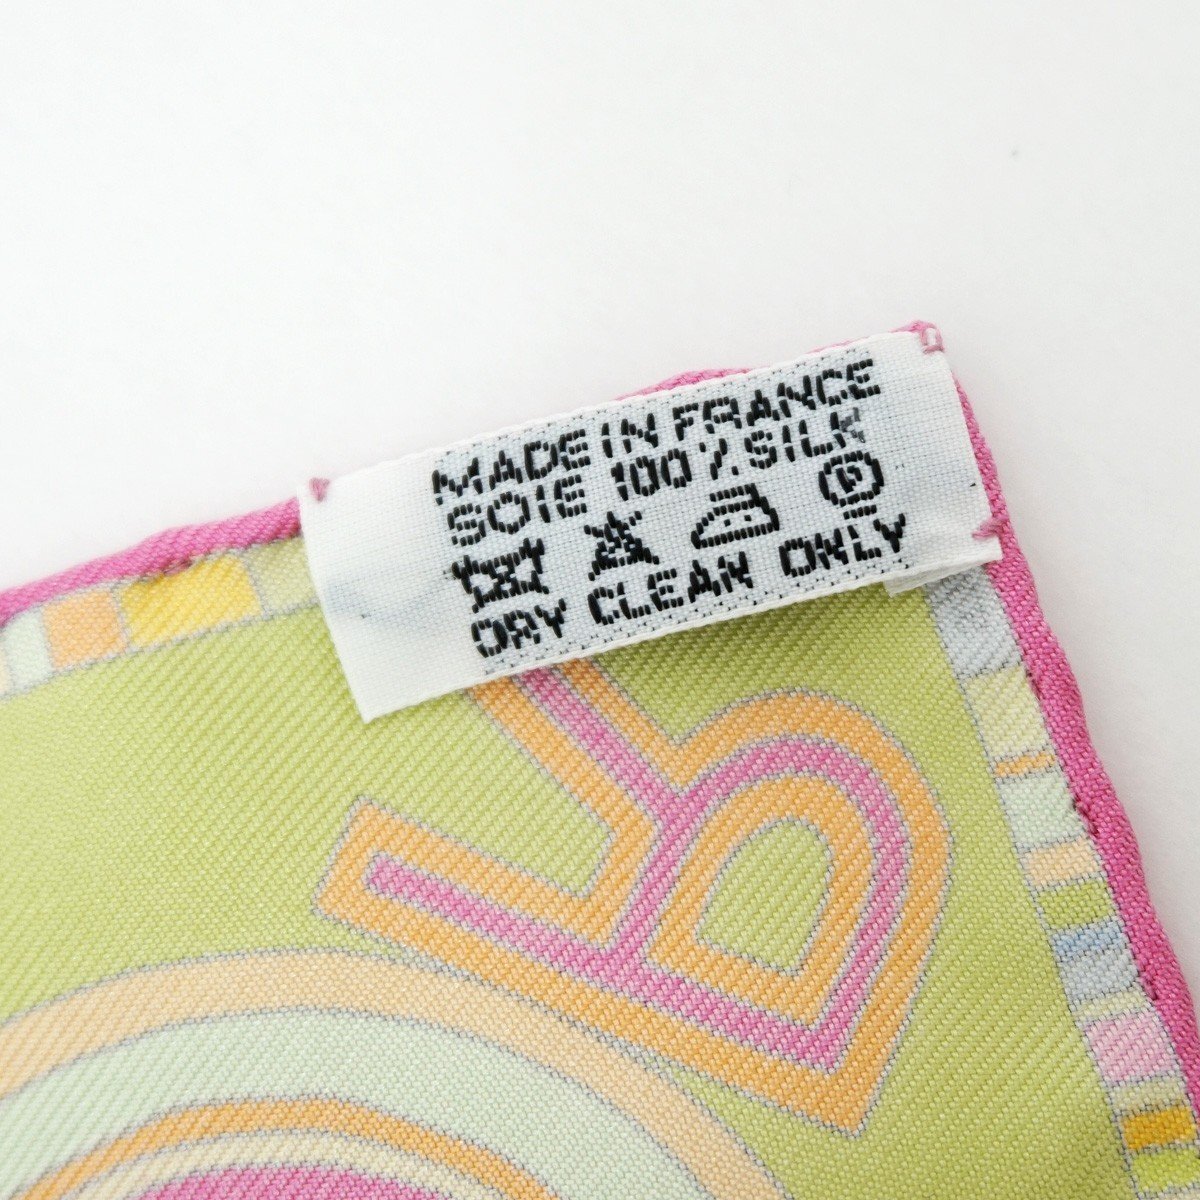 MADE IN FRANCE
SOIE 100 % SILK
P
DRY CLEAN ONLY
R